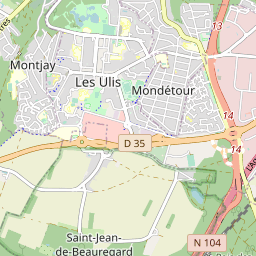 13
Montjay
Les Ulis
Mondétour
14
D 35
14
Saint-Jean-
de-Beauregard
N 104